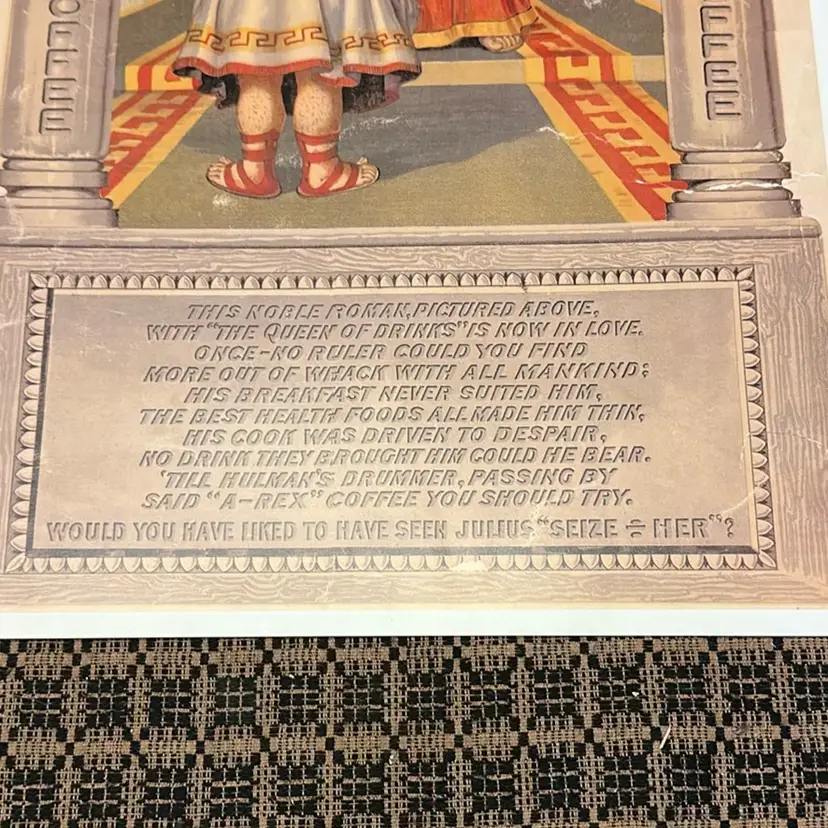 COFFEE
COFFEE
THIS NOBLE ROMAN, PICTURED ABOVE,
WITH "THE QUEEN OF DRINKS" IS NOW IN LOVE.
ONCE-NO RULER COULD YOU FIND
MORE OUT OF WHACK WITH ALL MANKIND;
HIS BREAKFAST NEVER SUITED HIM,
THE BEST HEALTH FOODS ALL MADE HIM THIN,
HIS COOK WAS DRIVEN TO DESPAIR,
NO DRINK THEY BROUGHT HIM COULD HE BEAR.
'TILL HULMAN'S DRUMMER, PASSING BY
SAID "A-REX" COFFEE YOU SHOULD TRY.
WOULD YOU HAVE LIKED TO HAVE SEEN JULIUS "SEIZE ÷ HER"?